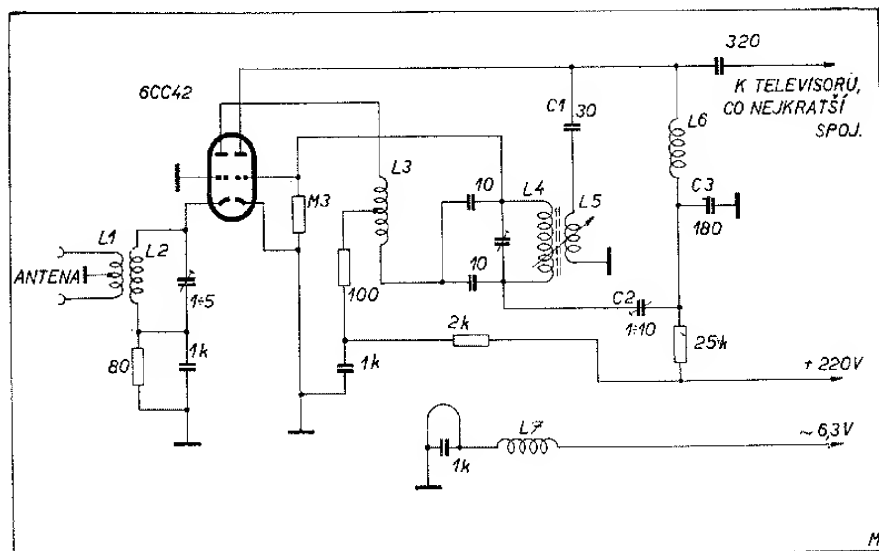 320
K TELEVISORU,
CO NEJKRATŠÍ
SPOJ.
6CC42
C1
30
L6
L3
M3
10
L4
L5
C3
180
L1
L2
ANTENA
1÷5
100
10
C2
1÷10
2k
25k
80
1k
1k
+220V
L7
~6,3V
1k
M